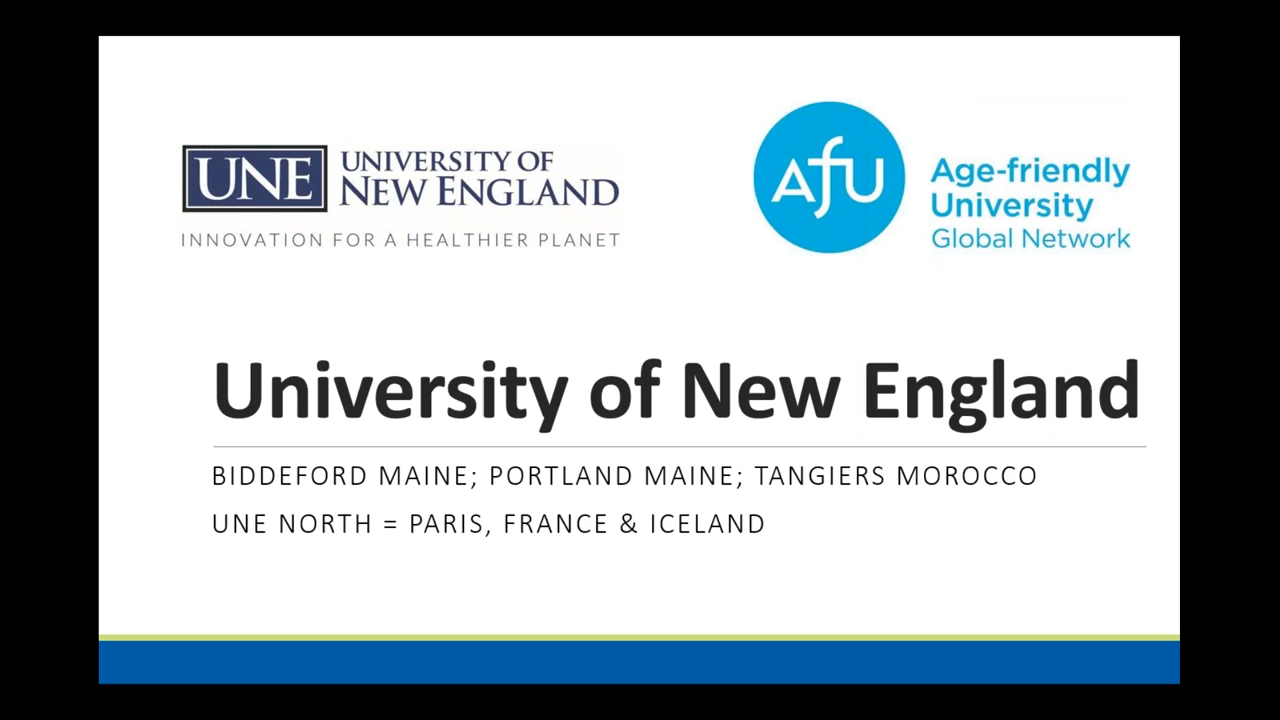 UNE UNIVERSITY OF
NEW ENGLAND
INNOVATION FOR A HEALTHIER PLANET
AfU Age-friendly
University
Global Network
University of New England
BIDDEFORD MAINE; PORTLAND MAINE; TANGIERS MOROCCO
UNE NORTH = PARIS, FRANCE & ICELAND